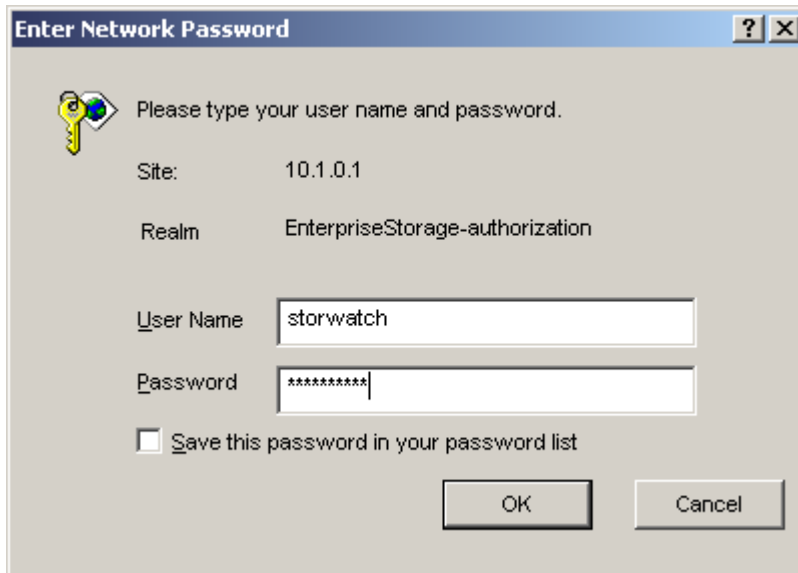 Enter Network Password
Please type your user name and password.
Site: 10.1.0.1
Realm EnterpriseStorage-authorization
User Name storwatch
Password **********
Save this password in your password list
OK Cancel